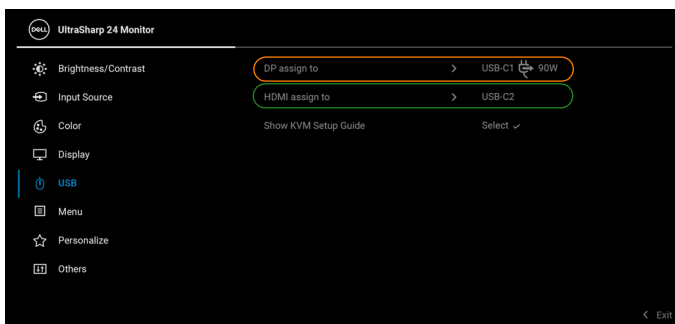 DELL UltraSharp 24 Monitor
Brightness/Contrast
DP assign to > USB-C1 90W
Input Source
HDMI assign to > USB-C2
Color
Show KVM Setup Guide Select ✓
Display
USB
Menu
Personalize
Others
< Exit